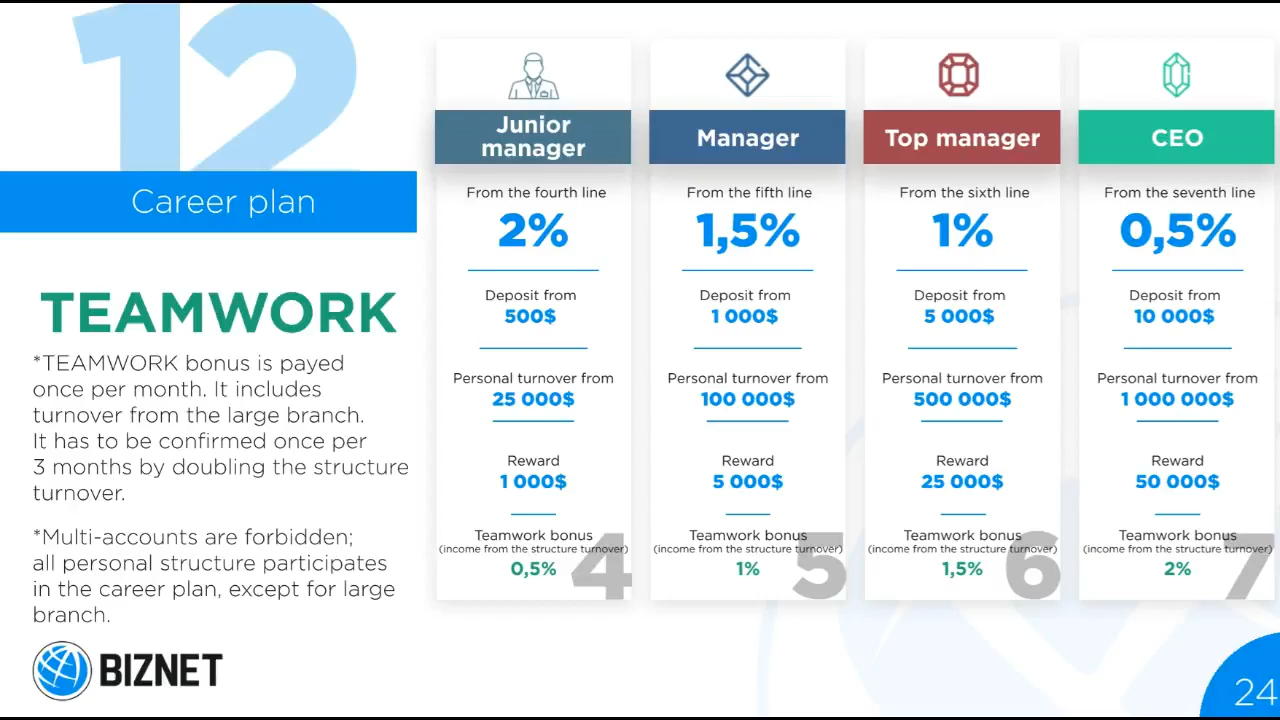 12
Career plan
TEAMWORK
*TEAMWORK bonus is payed
once per month. It includes
turnover from the large branch.
It has to be confirmed once per
3 months by doubling the structure
turnover.
*Multi-accounts are forbidden;
all personal structure participates
in the career plan, except for large
branch.
BIZNET
Junior
manager
From the fourth line
2%
Deposit from
500$
Personal turnover from
25 000$
Reward
1 000$
Teamwork bonus
(income from the structure turnover)
0,5%
4
Manager
From the fifth line
1,5%
Deposit from
1 000$
Personal turnover from
100 000$
Reward
5 000$
Teamwork bonus
(income from the structure turnover)
1%
5
Top manager
From the sixth line
1%
Deposit from
5 000$
Personal turnover from
500 000$
Reward
25 000$
Teamwork bonus
(income from the structure turnover)
1,5%
6
CEO
From the seventh line
0,5%
Deposit from
10 000$
Personal turnover from
1 000 000$
Reward
50 000$
Teamwork bonus
(income from the structure turnover)
2%
7
24